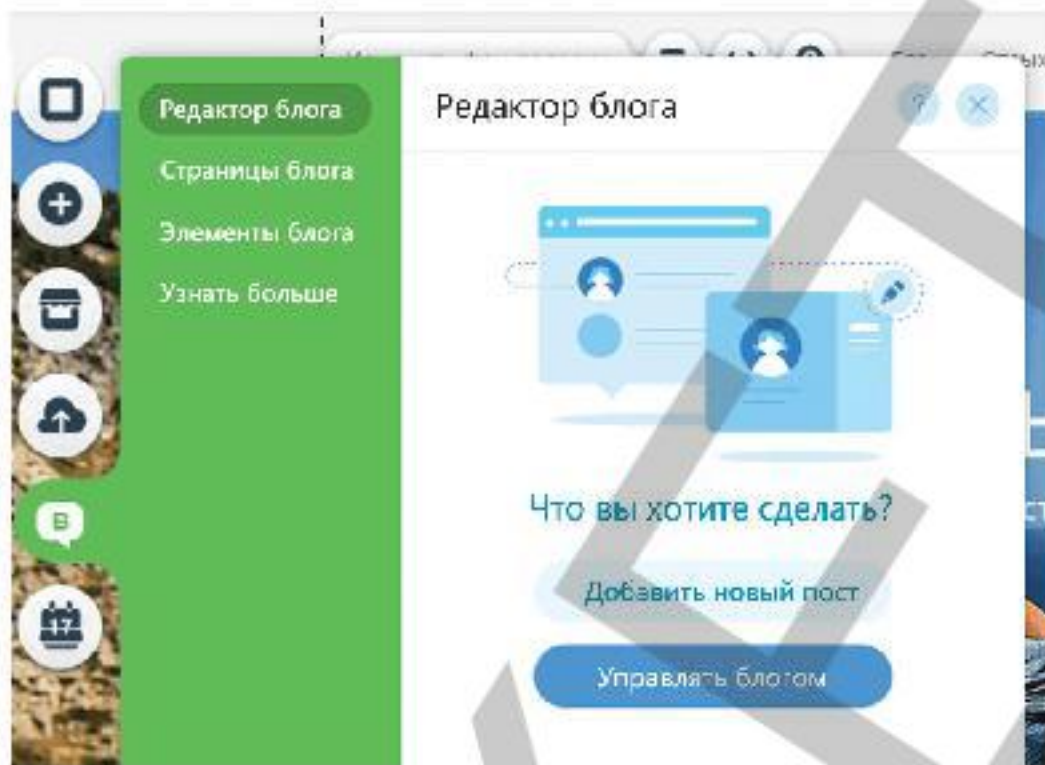 Редактор блога
Страницы блога
Элементы блога
Узнать больше
Редактор блога
?
Что вы хотите сделать?
Добавить новый пост
Управлять блогом
B
17